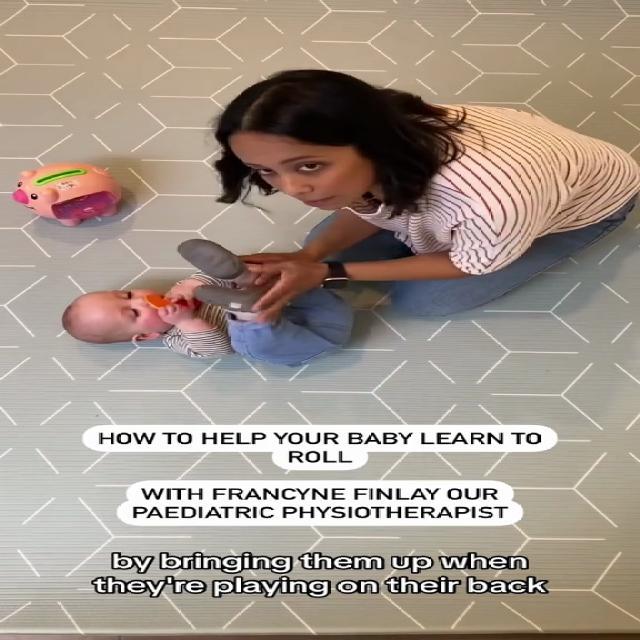 HOW TO HELP YOUR BABY LEARN TO
ROLL
WITH FRANCYNE FINLAY OUR
PAEDIATRIC PHYSIOTHERAPIST
by bringing them up when
they're playing on their back